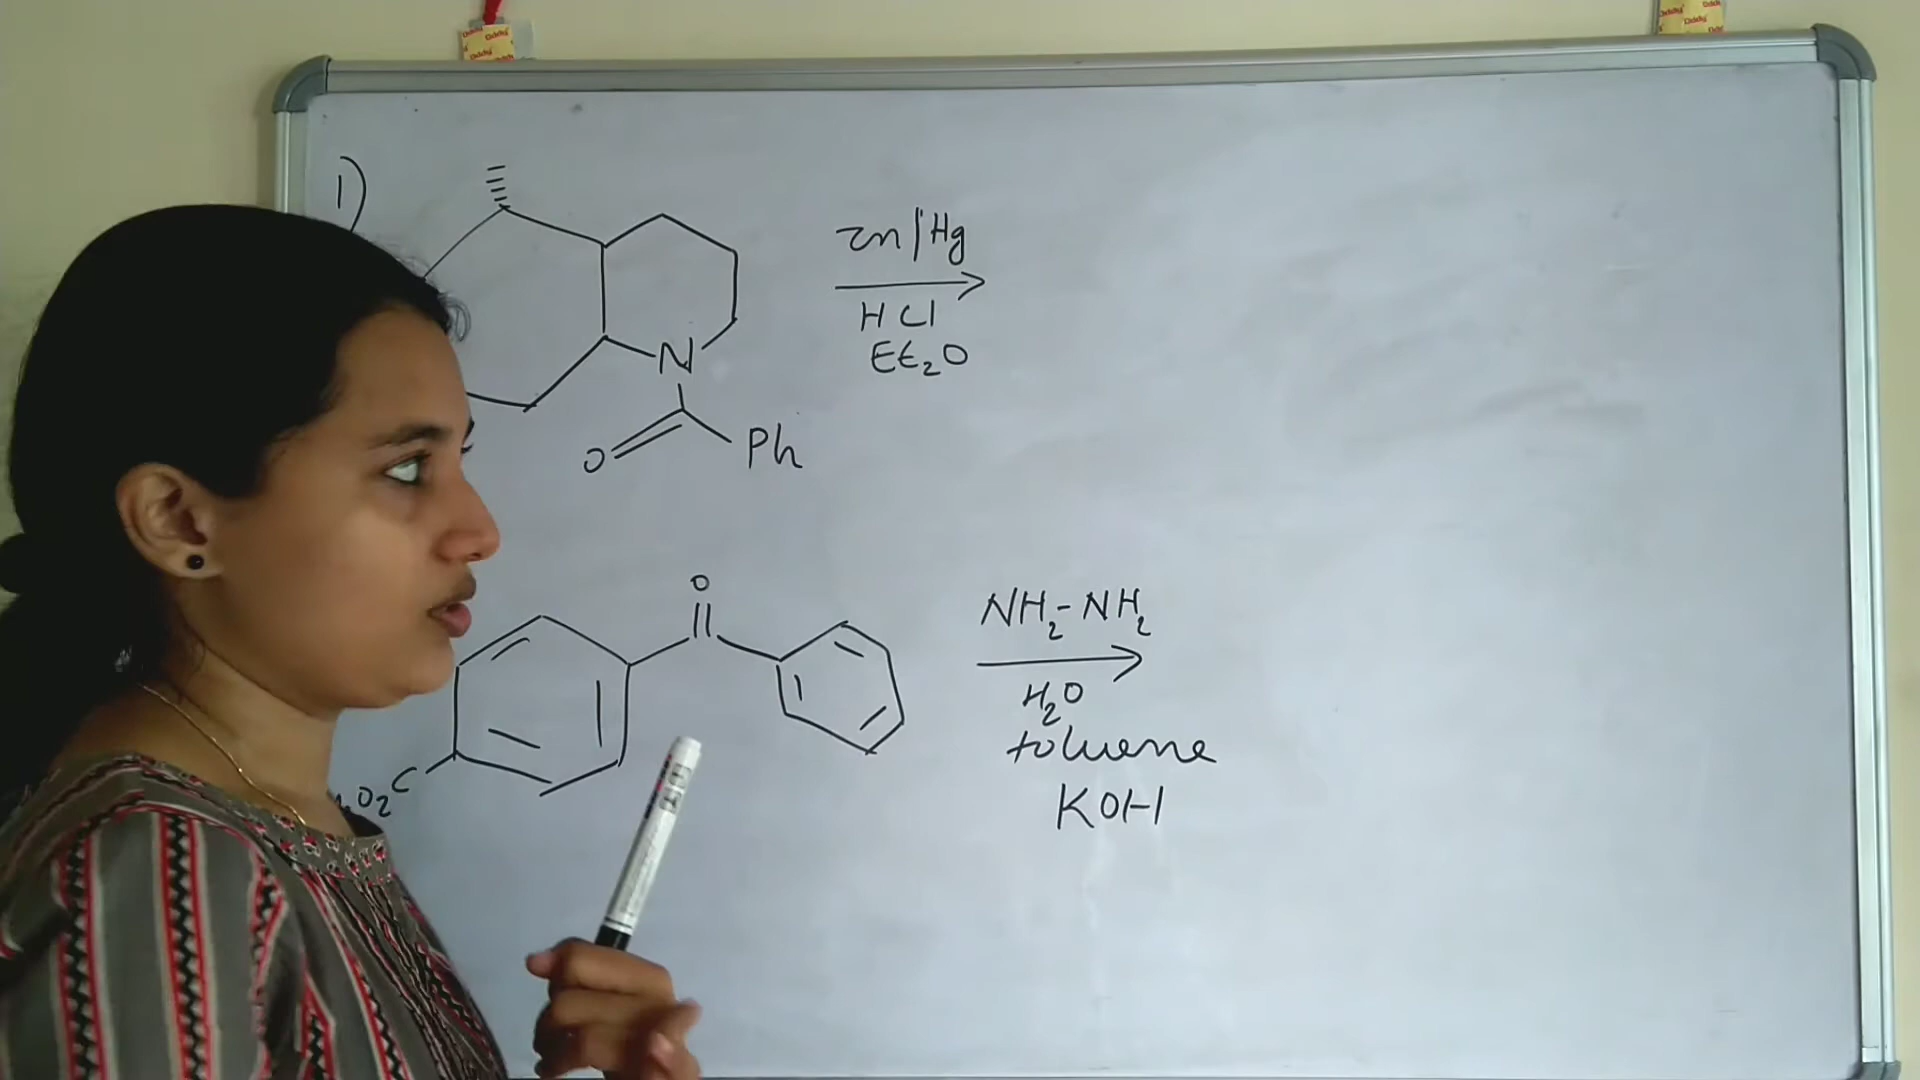 1)
Zn/Hg
HCl
Et2O
N
O
Ph
O
NH2-NH2
H2O
toluene
KOH
O2C